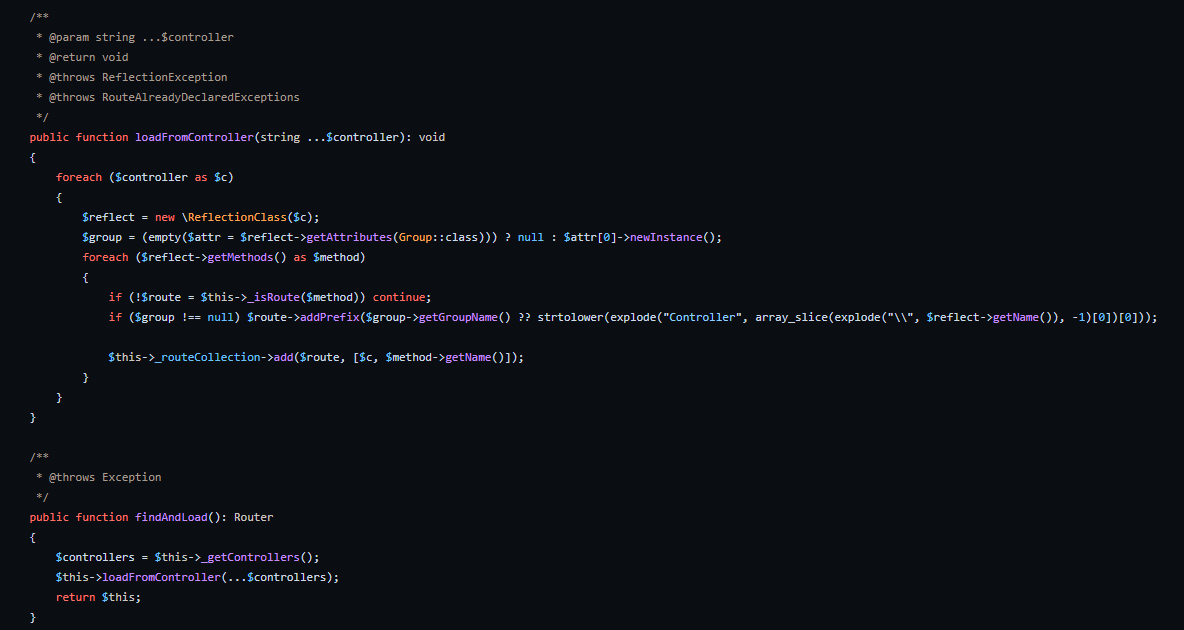 /**
 * @param string ...$controller
 * @return void
 * @throws ReflectionException
 * @throws RouteAlreadyDeclaredExceptions
 */
public function loadFromController(string ...$controller): void
{
    foreach ($controller as $c)
    {
        $reflect = new \ReflectionClass($c);
        $group = (empty($attr = $reflect->getAttributes(Group::class))) ? null : $attr[0]->newInstance();
        foreach ($reflect->getMethods() as $method)
        {
            if (!$route = $this->_isRoute($method)) continue;
            if ($group !== null) $route->addPrefix($group->getGroupName() ?? strtolower(explode("Controller", array_slice(explode("\\", $reflect->getName()), -1)[0])[0]));

            $this->_routeCollection->add($route, [$c, $method->getName()]);
        }
    }
}

/**
 * @throws Exception
 */
public function findAndLoad(): Router
{
    $controllers = $this->_getControllers();
    $this->loadFromController(...$controllers);
    return $this;
}